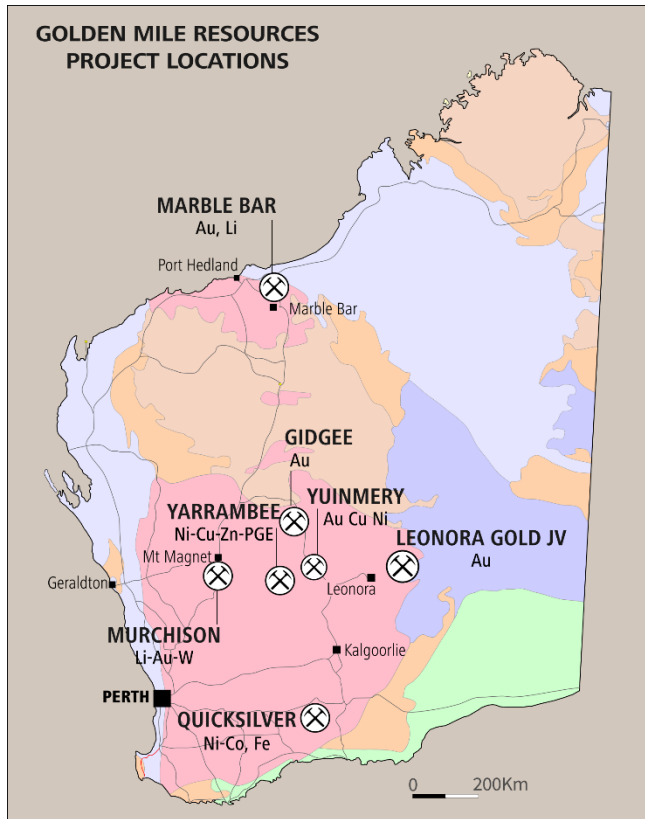 GOLDEN MILE RESOURCES
PROJECT LOCATIONS
MARBLE BAR
Au, Li
Port Hedland
Marble Bar
GIDGEE
Au
YARRAMBEE
Ni-Cu-Zn-PGE
YUINMERY
Au Cu Ni
LEONORA GOLD JV
Au
Mt Magnet
Geraldton
Leonora
MURCHISON
Li-Au-W
Kalgoorlie
PERTH
QUICKSILVER
Ni-Co, Fe
0 200Km